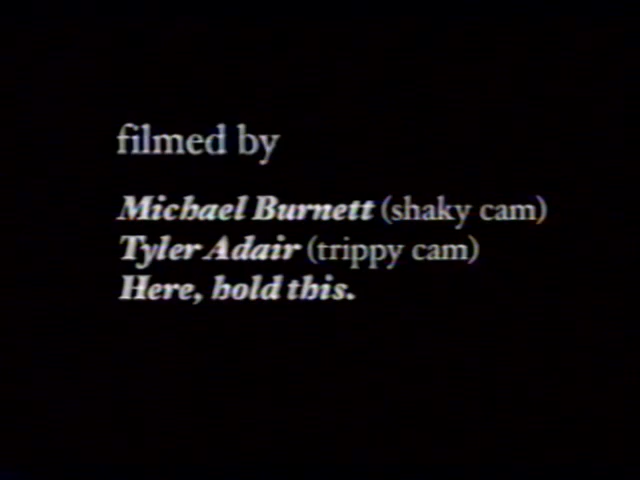 filmed by
Michael Burnett (shaky cam)
Tyler Adair (trippy cam)
Here, hold this.